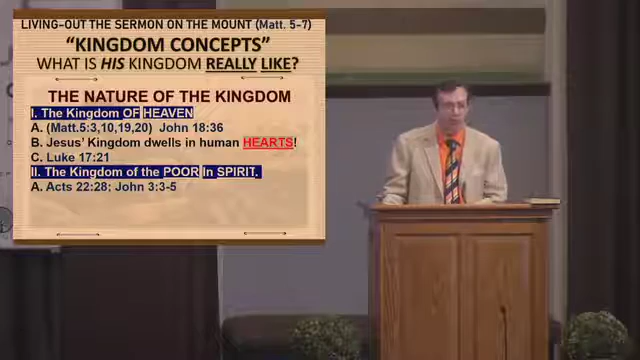 LIVING-OUT THE SERMON ON THE MOUNT (Matt. 5-7)
"KINGDOM CONCEPTS"
WHAT IS HIS KINGDOM REALLY LIKE?
THE NATURE OF THE KINGDOM
I. The Kingdom OF HEAVEN
A. (Matt.5:3,10,19,20) John 18:36
B. Jesus' Kingdom dwells in human HEARTS!
C. Luke 17:21
II. The Kingdom of the POOR In SPIRIT.
A. Acts 22:28; John 3:3-5